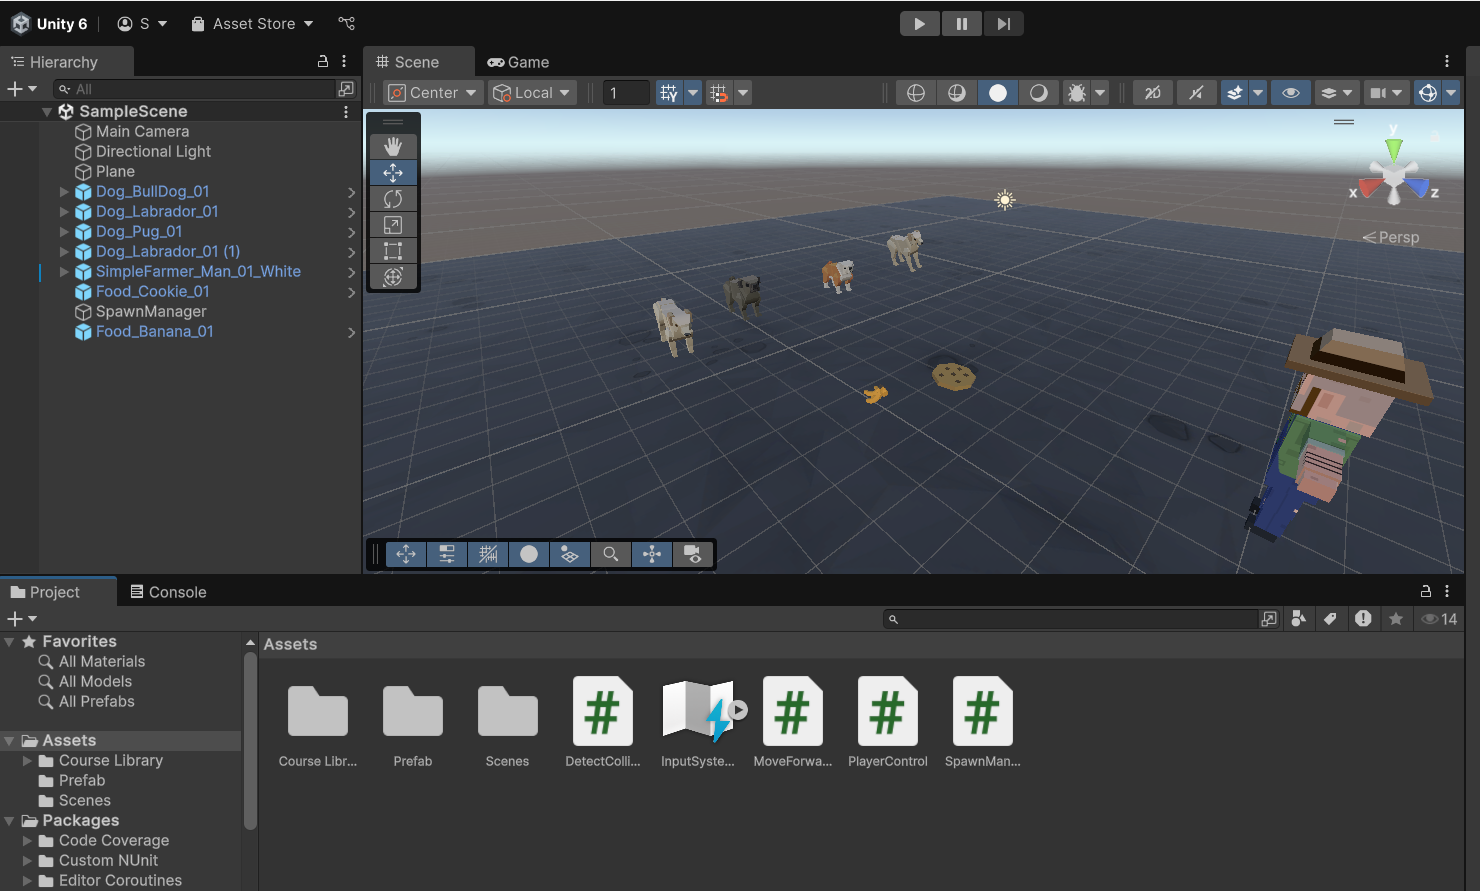 Unity 6 S Asset Store
Hierarchy
Scene
Game
All
Center
Local
1
2D
SampleScene
Main Camera
Directional Light
Plane
Dog_BullDog_01
Dog_Labrador_01
Dog_Pug_01
Dog_Labrador_01 (1)
SimpleFarmer_Man_01_White
Food_Cookie_01
SpawnManager
Food_Banana_01
y
x
z
Persp
Project
Console
14
Favorites
All Materials
All Models
All Prefabs
Assets
Course Library
Prefab
Scenes
Packages
Code Coverage
Custom NUnit
Editor Coroutines
Assets
Course Libr...
Prefab
Scenes
DetectColli...
InputSyste...
MoveForwa...
PlayerControl
SpawnMan...